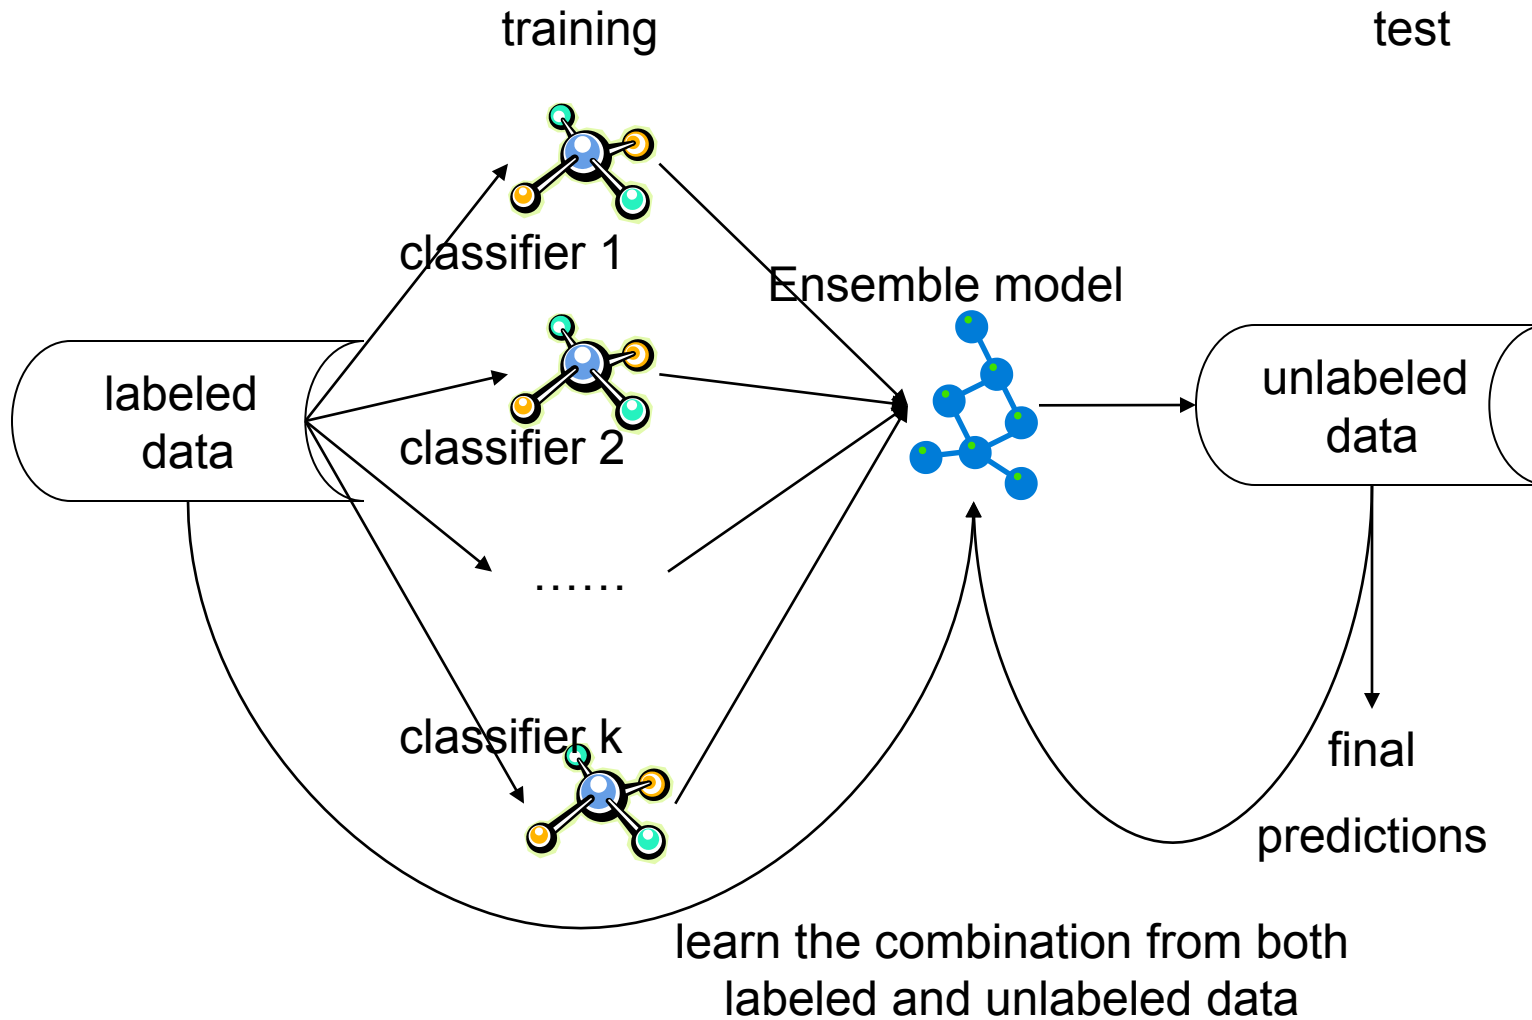 training
test
classifier 1
Ensemble model
labeled
data
unlabeled
data
classifier 2
……
classifier k
final
predictions
learn the combination from both
labeled and unlabeled data